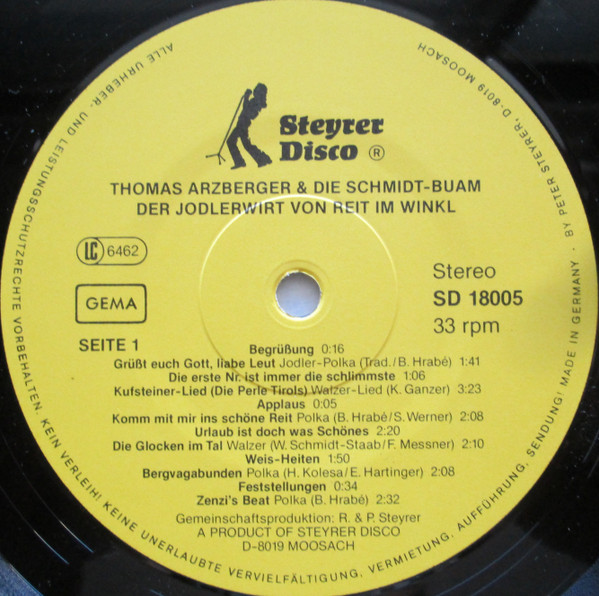 ALLE URHEBER- UND LEISTUNGSSCHUTZRECHTE VORBEHALTEN. KEIN VERLEIH! KEINE UNERLAUBTE VERVIELFÄLTIGUNG, VERMIETUNG, AUFFÜHRUNG, SENDUNG! MADE IN GERMANY · BY PETER STEYRER, D-8019 MOOSACH
Steyrer
Disco ®
THOMAS ARZBERGER & DIE SCHMIDT-BUAM
DER JODLERWIRT VON REIT IM WINKL
LC 6462
GEMA
SEITE 1
Stereo
SD 18005
33 rpm
Begrüßung 0:16
Grüßt euch Gott, liabe Leut Jodler-Polka (Trad./B. Hrabé) 1:41
Die erste Nr. ist immer die schlimmste 1:06
Kufsteiner-Lied (Die Perle Tirols) Walzer-Lied (K. Ganzer) 3:23
Applaus 0:05
Komm mit mir ins schöne Reit Polka (B. Hrabé/S. Werner) 2:08
Urlaub ist doch was Schönes 2:20
Die Glocken im Tal Walzer (W. Schmidt-Staab/F. Messner) 2:10
Weis-Heiten 1:50
Bergvagabunden Polka (H. Kolesa/E. Hartinger) 2:08
Feststellungen 0:34
Zenzi's Beat Polka (B. Hrabé) 2:32
Gemeinschaftsproduktion: R. & P. Steyrer
A PRODUCT OF STEYRER DISCO
D-8019 MOOSACH